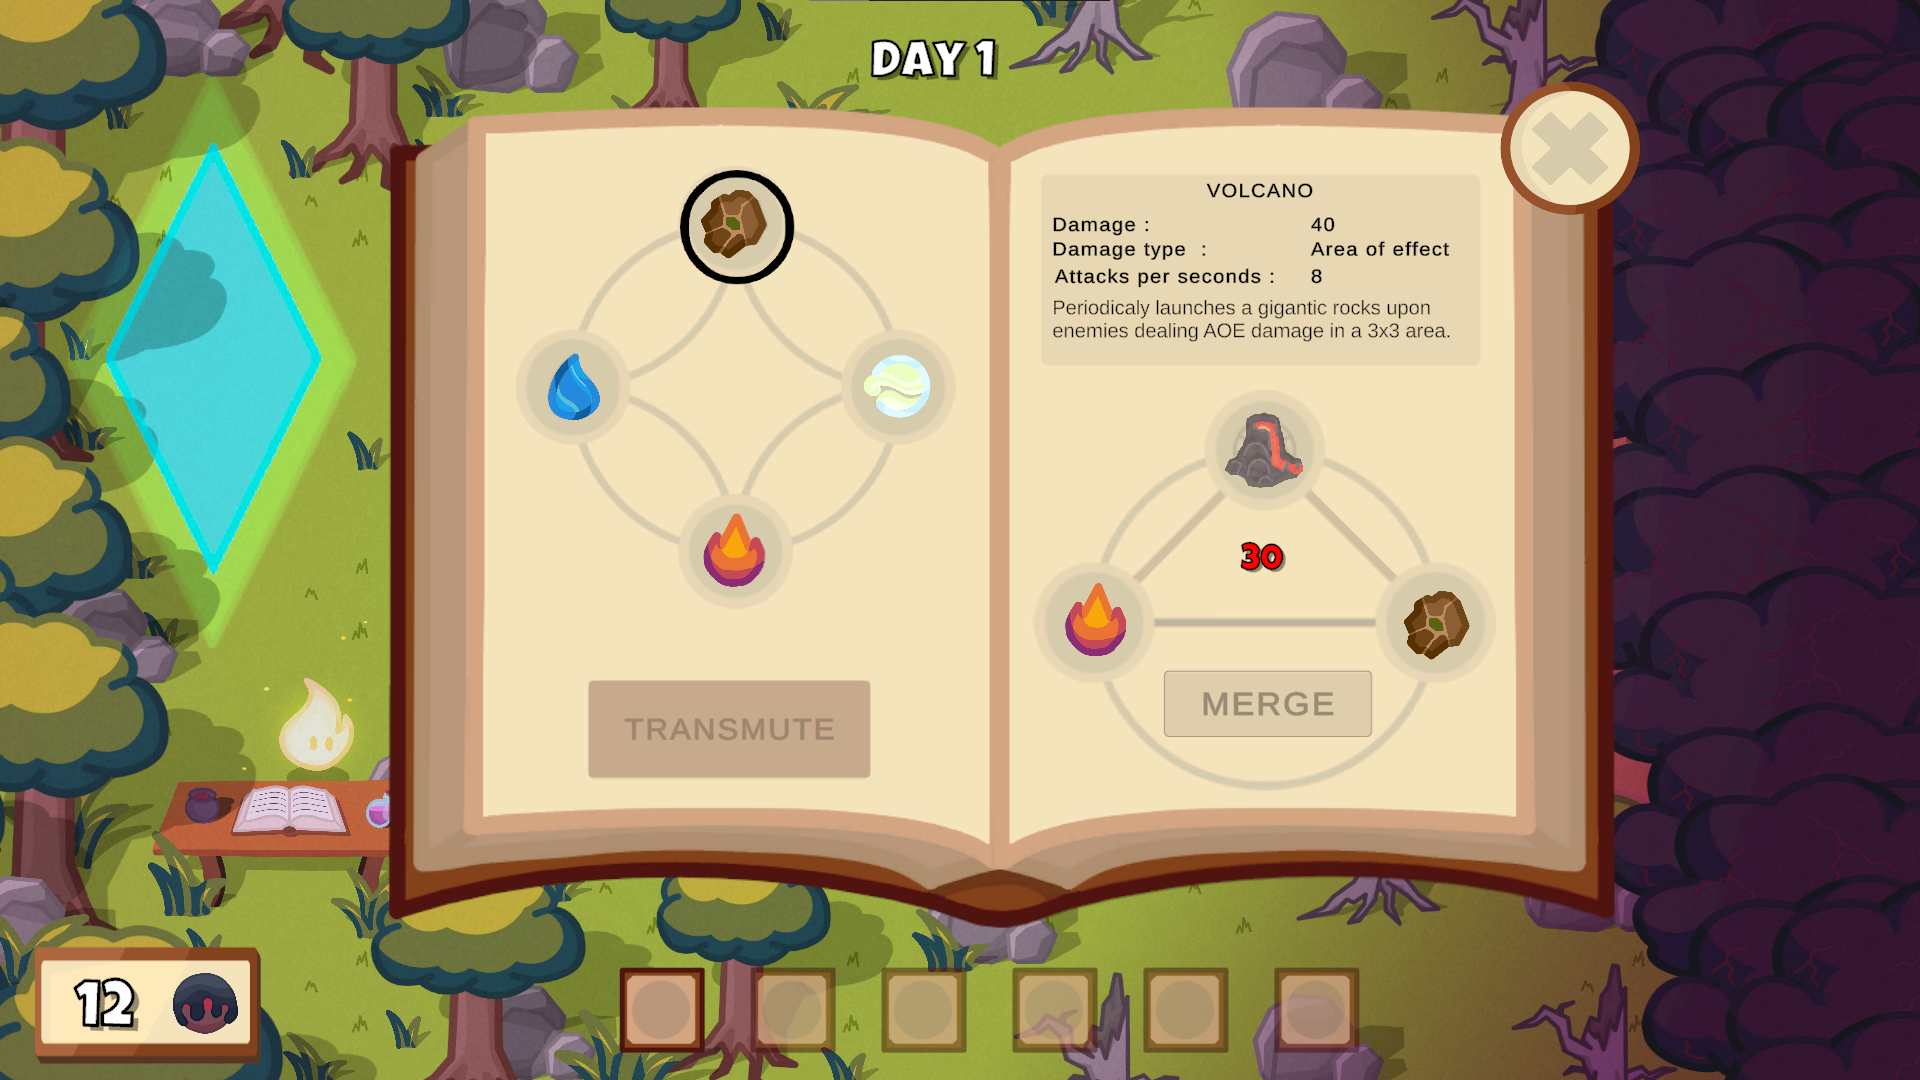 DAY 1
VOLCANO
Damage : 40
Damage type : Area of effect
Attacks per seconds : 8
Periodicaly launches a gigantic rocks upon
enemies dealing AOE damage in a 3x3 area.
30
TRANSMUTE
MERGE
12